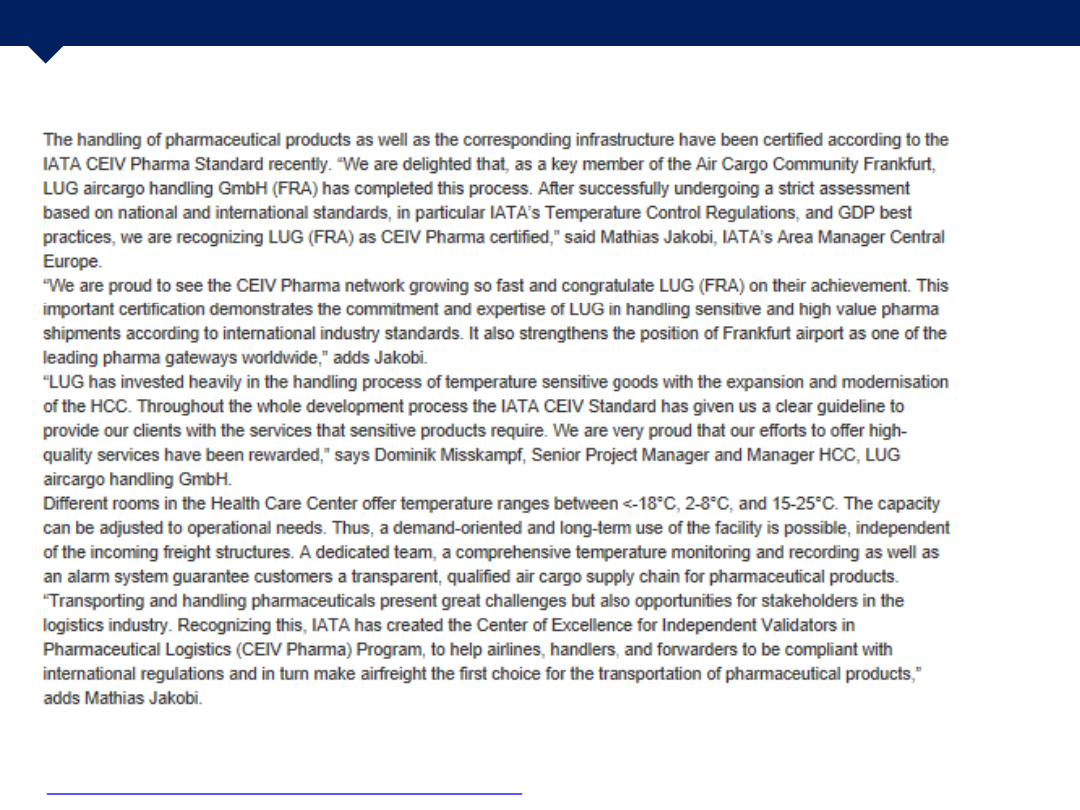 The handling of pharmaceutical products as well as the corresponding infrastructure have been certified according to the
IATA CEIV Pharma Standard recently. “We are delighted that, as a key member of the Air Cargo Community Frankfurt,
LUG aircargo handling GmbH (FRA) has completed this process. After successfully undergoing a strict assessment
based on national and international standards, in particular IATA’s Temperature Control Regulations, and GDP best
practices, we are recognizing LUG (FRA) as CEIV Pharma certified,” said Mathias Jakobi, IATA’s Area Manager Central
Europe.
“We are proud to see the CEIV Pharma network growing so fast and congratulate LUG (FRA) on their achievement. This
important certification demonstrates the commitment and expertise of LUG in handling sensitive and high value pharma
shipments according to international industry standards. It also strengthens the position of Frankfurt airport as one of the
leading pharma gateways worldwide,” adds Jakobi.
“LUG has invested heavily in the handling process of temperature sensitive goods with the expansion and modernisation
of the HCC. Throughout the whole development process the IATA CEIV Standard has given us a clear guideline to
provide our clients with the services that sensitive products require. We are very proud that our efforts to offer high-
quality services have been rewarded,” says Dominik Misskampf, Senior Project Manager and Manager HCC, LUG
aircargo handling GmbH.
Different rooms in the Health Care Center offer temperature ranges between <-18°C, 2-8°C, and 15-25°C. The capacity
can be adjusted to operational needs. Thus, a demand-oriented and long-term use of the facility is possible, independent
of the incoming freight structures. A dedicated team, a comprehensive temperature monitoring and recording as well as
an alarm system guarantee customers a transparent, qualified air cargo supply chain for pharmaceutical products.
“Transporting and handling pharmaceuticals present great challenges but also opportunities for stakeholders in the
logistics industry. Recognizing this, IATA has created the Center of Excellence for Independent Validators in
Pharmaceutical Logistics (CEIV Pharma) Program, to help airlines, handlers, and forwarders to be compliant with
international regulations and in turn make airfreight the first choice for the transportation of pharmaceutical products,”
adds Mathias Jakobi.